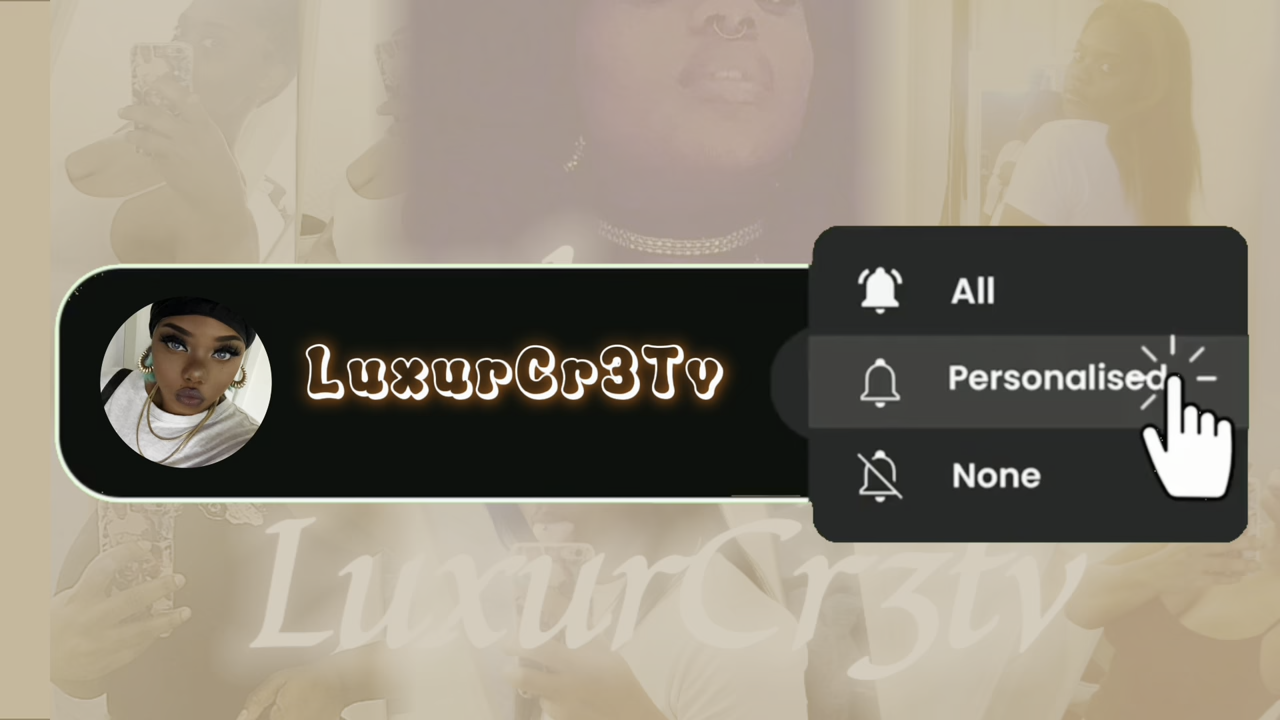 LuxurCr3Tv
All
Personalised
None
LuxurCr3tv